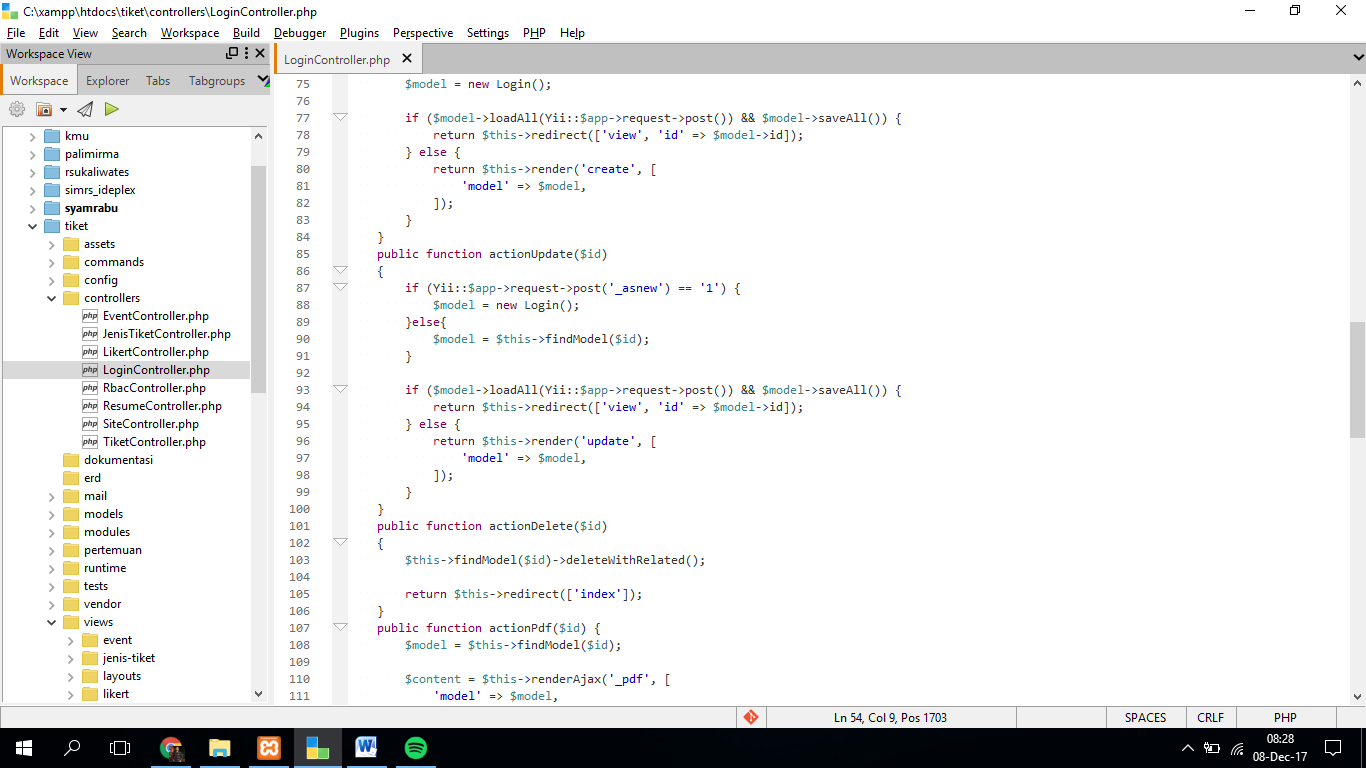 C:\xampp\htdocs\tiket\controllers\LoginController.php
File Edit View Search Workspace Build Debugger Plugins Perspective Settings PHP Help
Workspace View
Workspace Explorer Tabs Tabgroups
kmu
palimirma
rsukaliwates
simrs_ideplex
syamrabu
tiket
assets
commands
config
controllers
php EventController.php
php JenisTiketController.php
php LikertController.php
php LoginController.php
php RbacController.php
php ResumeController.php
php SiteController.php
php TiketController.php
dokumentasi
erd
mail
models
modules
pertemuan
runtime
tests
vendor
views
event
jenis-tiket
layouts
likert
LoginController.php
75 $model = new Login();
76
77 if ($model->loadAll(Yii::$app->request->post()) && $model->saveAll()) {
78 return $this->redirect(['view', 'id' => $model->id]);
79 } else {
80 return $this->render('create', [
81 'model' => $model,
82 ]);
83 }
84 }
85 public function actionUpdate($id)
86 {
87 if (Yii::$app->request->post('_asnew') == '1') {
88 $model = new Login();
89 }else{
90 $model = $this->findModel($id);
91 }
92
93 if ($model->loadAll(Yii::$app->request->post()) && $model->saveAll()) {
94 return $this->redirect(['view', 'id' => $model->id]);
95 } else {
96 return $this->render('update', [
97 'model' => $model,
98 ]);
99 }
100 }
101 public function actionDelete($id)
102 {
103 $this->findModel($id)->deleteWithRelated();
104
105 return $this->redirect(['index']);
106 }
107 public function actionPdf($id) {
108 $model = $this->findModel($id);
109
110 $content = $this->renderAjax('_pdf', [
111 'model' => $model,
Ln 54, Col 9, Pos 1703 SPACES CRLF PHP
08:28
08-Dec-17